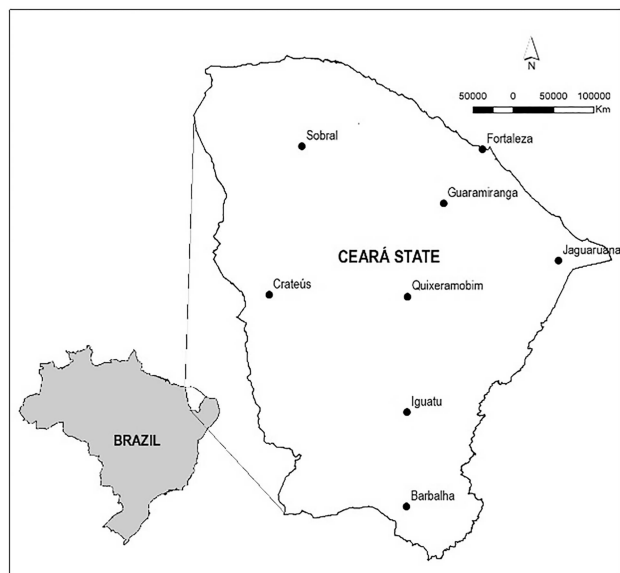 N
50000 0 50000 100000
Km
Sobral
Fortaleza
Guaramiranga
CEARÁ STATE
Jaguaruana
Crateús
Quixeramobim
Iguatu
BRAZIL
Barbalha